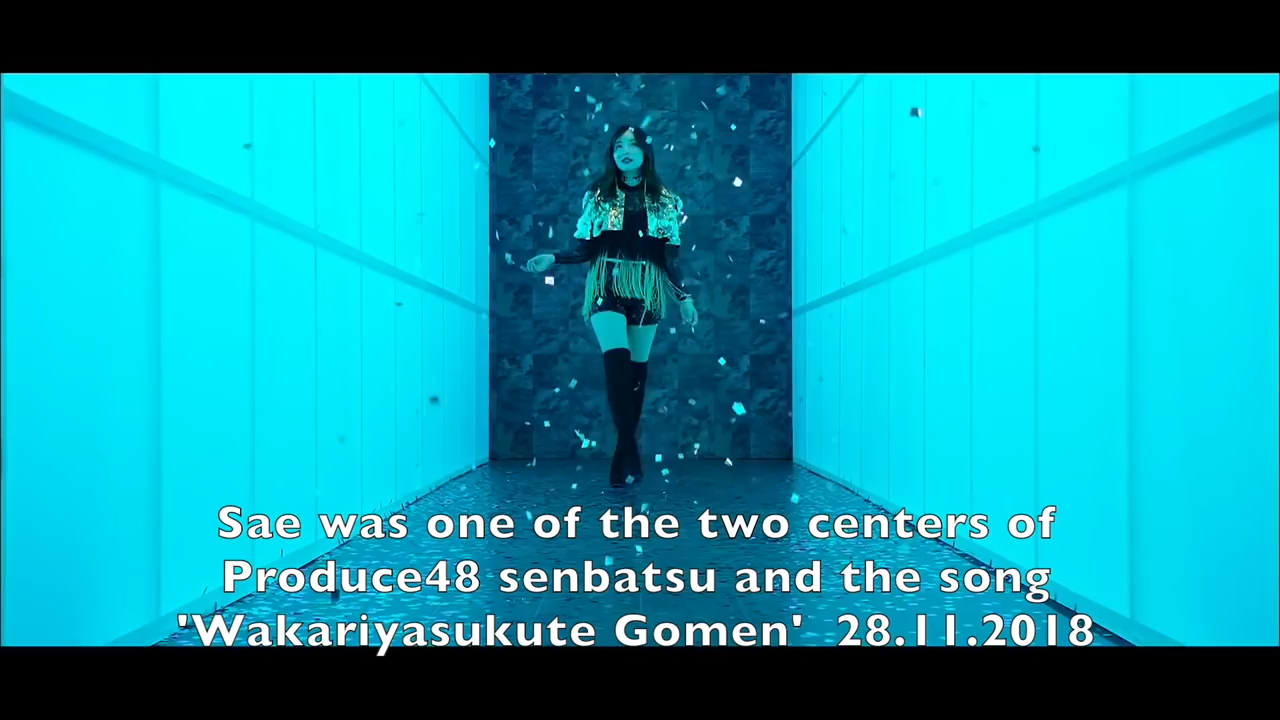 Sae was one of the two centers of
Produce48 senbatsu and the song
'Wakariyasukute Gomen'  28.11.2018